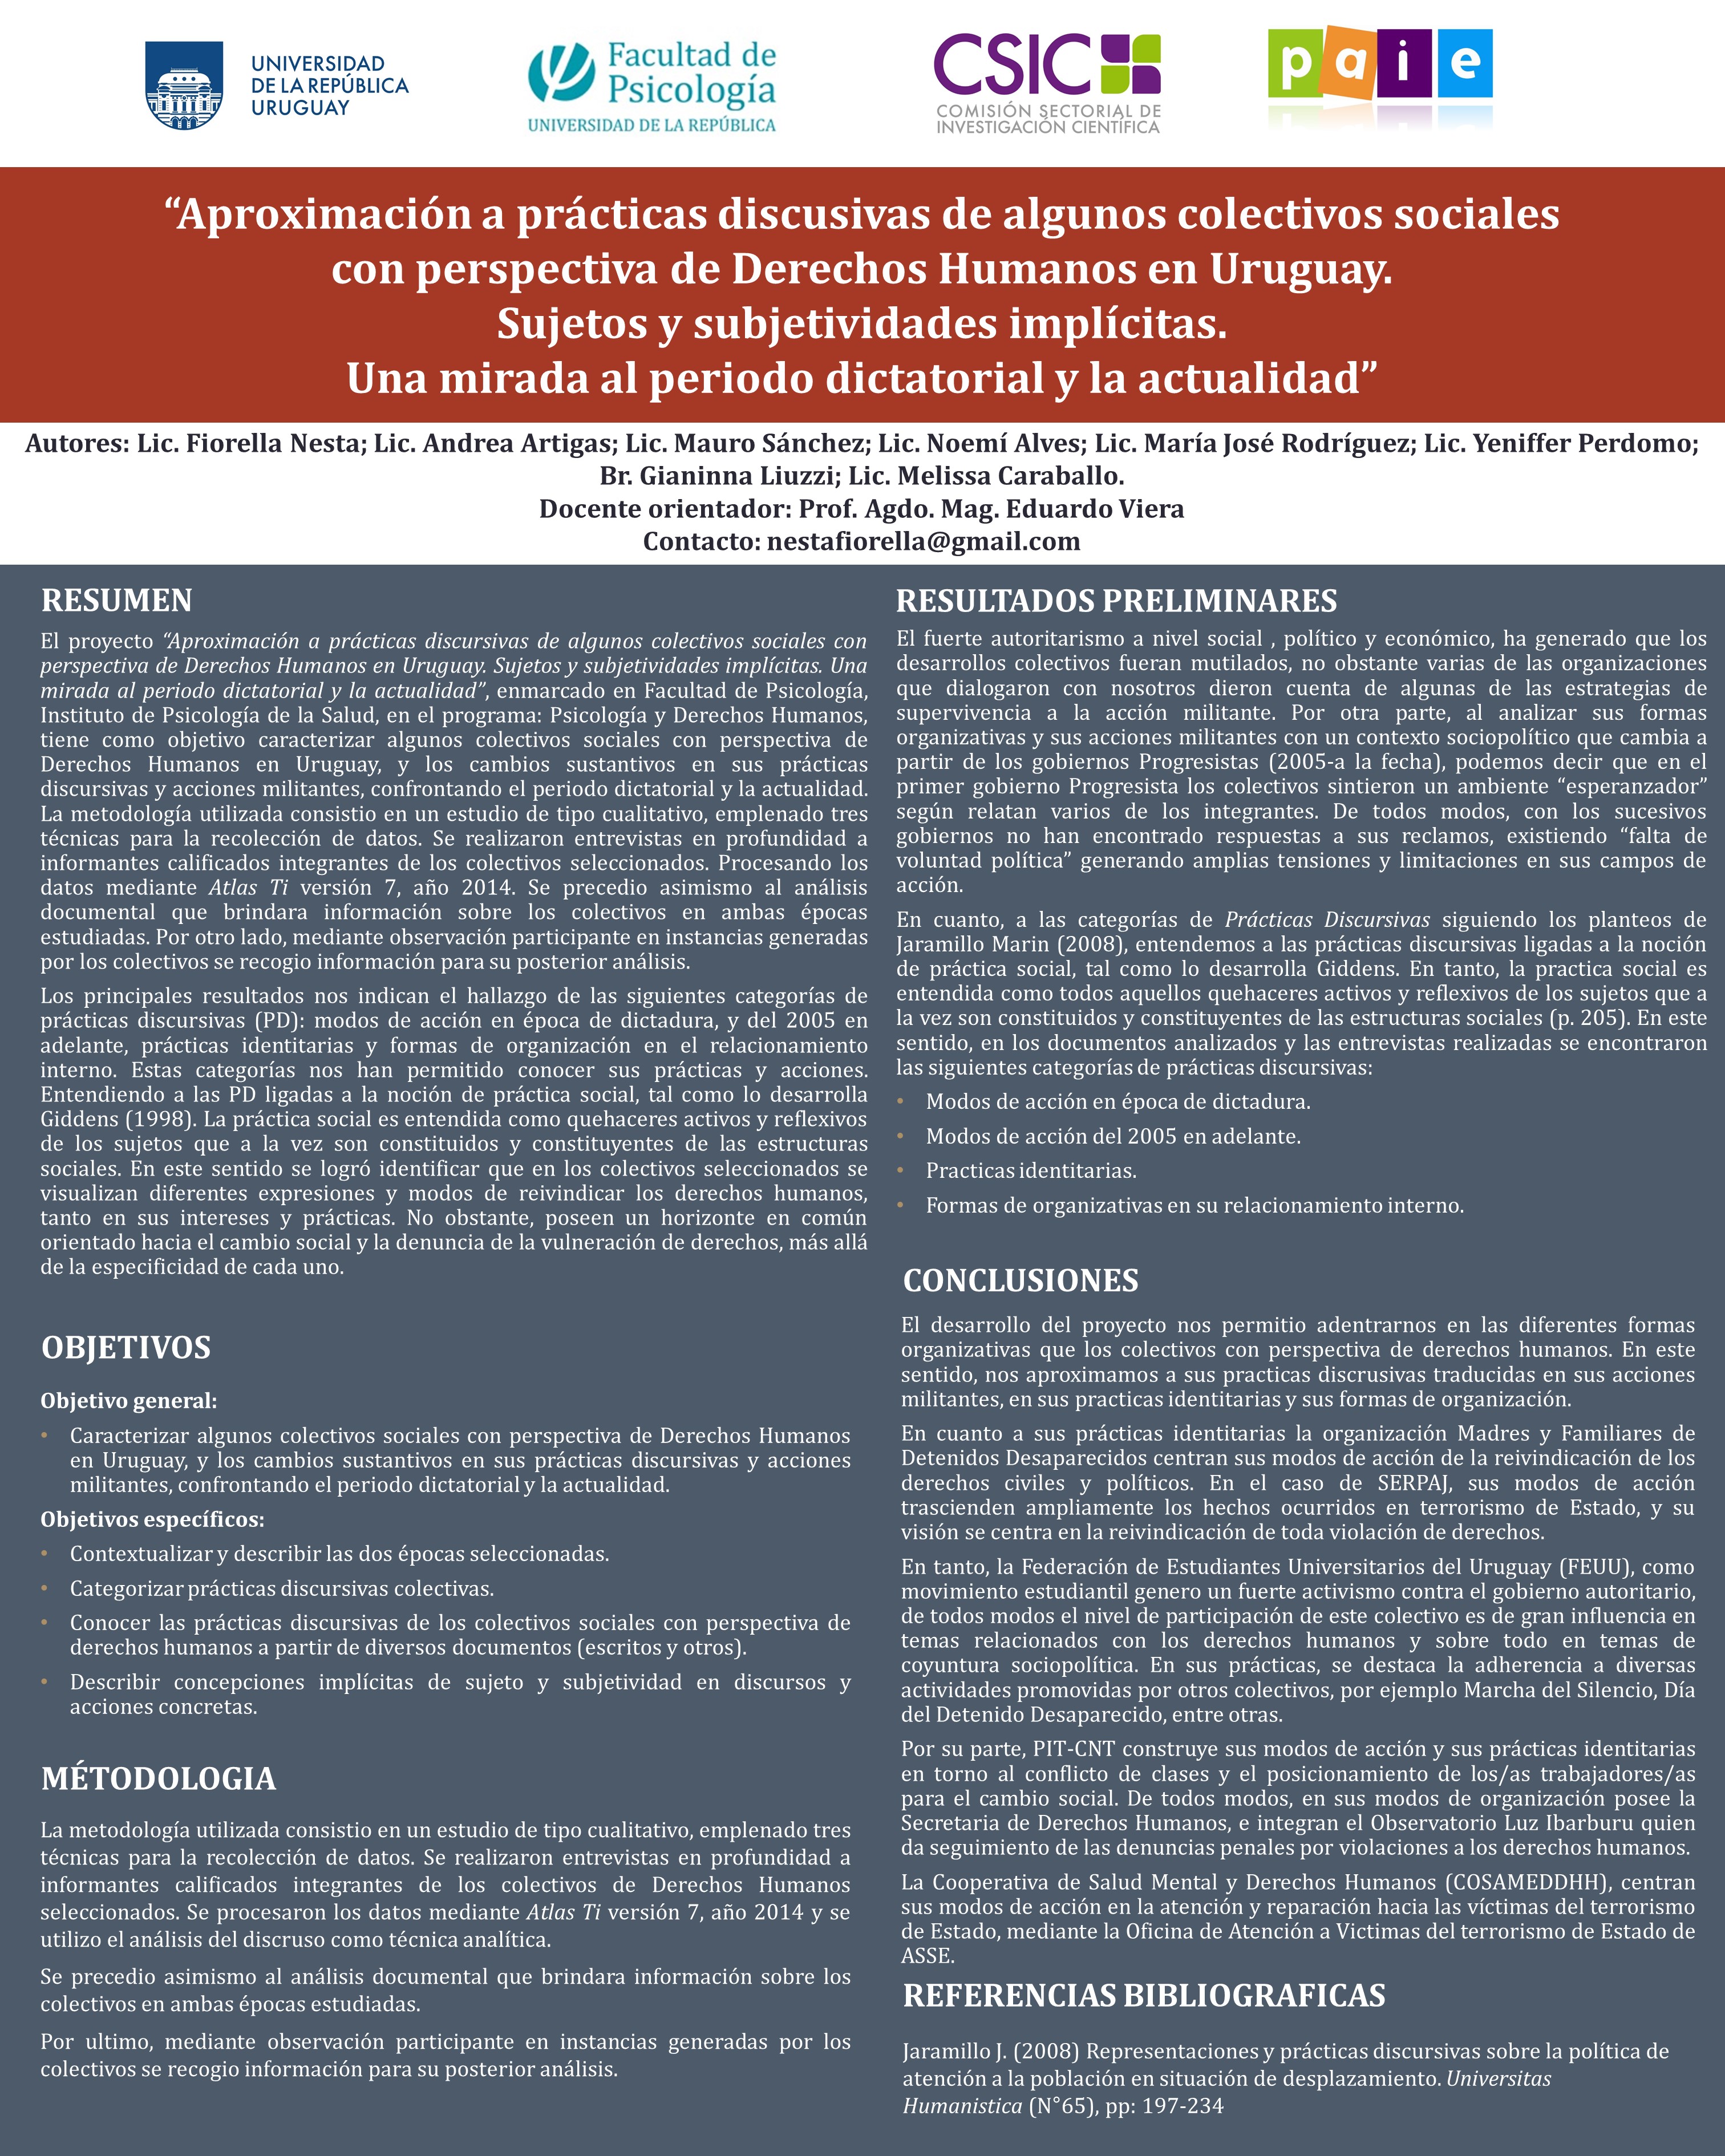 UNIVERSIDAD
DE LA REPÚBLICA
URUGUAY
Facultad de
Psicología
UNIVERSIDAD DE LA REPÚBLICA
CSIC
COMISIÓN SECTORIAL DE
INVESTIGACIÓN CIENTÍFICA
paie
“Aproximación a prácticas discusivas de algunos colectivos sociales
con perspectiva de Derechos Humanos en Uruguay.
Sujetos y subjetividades implícitas.
Una mirada al periodo dictatorial y la actualidad”
Autores: Lic. Fiorella Nesta; Lic. Andrea Artigas; Lic. Mauro Sánchez; Lic. Noemí Alves; Lic. María José Rodríguez; Lic. Yeniffer Perdomo;
Br. Gianinna Liuzzi; Lic. Melissa Caraballo.
Docente orientador: Prof. Agdo. Mag. Eduardo Viera
Contacto: nestafiorella@gmail.com
RESUMEN
El proyecto “Aproximación a prácticas discursivas de algunos colectivos sociales con
perspectiva de Derechos Humanos en Uruguay. Sujetos y subjetividades implícitas. Una
mirada al periodo dictatorial y la actualidad”, enmarcado en Facultad de Psicología,
Instituto de Psicología de la Salud, en el programa: Psicología y Derechos Humanos,
tiene como objetivo caracterizar algunos colectivos sociales con perspectiva de
Derechos Humanos en Uruguay, y los cambios sustantivos en sus prácticas
discursivas y acciones militantes, confrontando el periodo dictatorial y la actualidad.
La metodología utilizada consistio en un estudio de tipo cualitativo, emplenado tres
técnicas para la recolección de datos. Se realizaron entrevistas en profundidad a
informantes calificados integrantes de los colectivos seleccionados. Procesando los
datos mediante Atlas Ti versión 7, año 2014. Se precedio asimismo al análisis
documental que brindara información sobre los colectivos en ambas épocas
estudiadas. Por otro lado, mediante observación participante en instancias generadas
por los colectivos se recogio información para su posterior análisis.
Los principales resultados nos indican el hallazgo de las siguientes categorías de
prácticas discursivas (PD): modos de acción en época de dictadura, y del 2005 en
adelante, prácticas identitarias y formas de organización en el relacionamiento
interno. Estas categorías nos han permitido conocer sus prácticas y acciones.
Entendiendo a las PD ligadas a la noción de práctica social, tal como lo desarrolla
Giddens (1998). La práctica social es entendida como quehaceres activos y reflexivos
de los sujetos que a la vez son constituidos y constituyentes de las estructuras
sociales. En este sentido se logró identificar que en los colectivos seleccionados se
visualizan diferentes expresiones y modos de reivindicar los derechos humanos,
tanto en sus intereses y prácticas. No obstante, poseen un horizonte en común
orientado hacia el cambio social y la denuncia de la vulneración de derechos, más allá
de la especificidad de cada uno.
OBJETIVOS
Objetivo general:
• Caracterizar algunos colectivos sociales con perspectiva de Derechos Humanos
en Uruguay, y los cambios sustantivos en sus prácticas discursivas y acciones
militantes, confrontando el periodo dictatorial y la actualidad.
Objetivos específicos:
• Contextualizar y describir las dos épocas seleccionadas.
• Categorizar prácticas discursivas colectivas.
• Conocer las prácticas discursivas de los colectivos sociales con perspectiva de
derechos humanos a partir de diversos documentos (escritos y otros).
• Describir concepciones implícitas de sujeto y subjetividad en discursos y
acciones concretas.
MÉTODOLOGIA
La metodología utilizada consistio en un estudio de tipo cualitativo, emplenado tres
técnicas para la recolección de datos. Se realizaron entrevistas en profundidad a
informantes calificados integrantes de los colectivos de Derechos Humanos
seleccionados. Se procesaron los datos mediante Atlas Ti versión 7, año 2014 y se
utilizo el análisis del discruso como técnica analítica.
Se precedio asimismo al análisis documental que brindara información sobre los
colectivos en ambas épocas estudiadas.
Por ultimo, mediante observación participante en instancias generadas por los
colectivos se recogio información para su posterior análisis.
RESULTADOS PRELIMINARES
El fuerte autoritarismo a nivel social , político y económico, ha generado que los
desarrollos colectivos fueran mutilados, no obstante varias de las organizaciones
que dialogaron con nosotros dieron cuenta de algunas de las estrategias de
supervivencia a la acción militante. Por otra parte, al analizar sus formas
organizativas y sus acciones militantes con un contexto sociopolítico que cambia a
partir de los gobiernos Progresistas (2005-a la fecha), podemos decir que en el
primer gobierno Progresista los colectivos sintieron un ambiente “esperanzador”
según relatan varios de los integrantes. De todos modos, con los sucesivos
gobiernos no han encontrado respuestas a sus reclamos, existiendo “falta de
voluntad política” generando amplias tensiones y limitaciones en sus campos de
acción.
En cuanto, a las categorías de Prácticas Discursivas siguiendo los planteos de
Jaramillo Marin (2008), entendemos a las prácticas discursivas ligadas a la noción
de práctica social, tal como lo desarrolla Giddens. En tanto, la practica social es
entendida como todos aquellos quehaceres activos y reflexivos de los sujetos que a
la vez son constituidos y constituyentes de las estructuras sociales (p. 205). En este
sentido, en los documentos analizados y las entrevistas realizadas se encontraron
las siguientes categorías de prácticas discursivas:
• Modos de acción en época de dictadura.
• Modos de acción del 2005 en adelante.
• Practicas identitarias.
• Formas de organizativas en su relacionamiento interno.
CONCLUSIONES
El desarrollo del proyecto nos permitio adentrarnos en las diferentes formas
organizativas que los colectivos con perspectiva de derechos humanos. En este
sentido, nos aproximamos a sus practicas discrusivas traducidas en sus acciones
militantes, en sus practicas identitarias y sus formas de organización.
En cuanto a sus prácticas identitarias la organización Madres y Familiares de
Detenidos Desaparecidos centran sus modos de acción de la reivindicación de los
derechos civiles y políticos. En el caso de SERPAJ, sus modos de acción
trascienden ampliamente los hechos ocurridos en terrorismo de Estado, y su
visión se centra en la reivindicación de toda violación de derechos.
En tanto, la Federación de Estudiantes Universitarios del Uruguay (FEUU), como
movimiento estudiantil genero un fuerte activismo contra el gobierno autoritario,
de todos modos el nivel de participación de este colectivo es de gran influencia en
temas relacionados con los derechos humanos y sobre todo en temas de
coyuntura sociopolítica. En sus prácticas, se destaca la adherencia a diversas
actividades promovidas por otros colectivos, por ejemplo Marcha del Silencio, Día
del Detenido Desaparecido, entre otras.
Por su parte, PIT-CNT construye sus modos de acción y sus prácticas identitarias
en torno al conflicto de clases y el posicionamiento de los/as trabajadores/as
para el cambio social. De todos modos, en sus modos de organización posee la
Secretaria de Derechos Humanos, e integran el Observatorio Luz Ibarburu quien
da seguimiento de las denuncias penales por violaciones a los derechos humanos.
La Cooperativa de Salud Mental y Derechos Humanos (COSAMEDDHH), centran
sus modos de acción en la atención y reparación hacia las víctimas del terrorismo
de Estado, mediante la Oficina de Atención a Victimas del terrorismo de Estado de
ASSE.
REFERENCIAS BIBLIOGRAFICAS
Jaramillo J. (2008) Representaciones y prácticas discursivas sobre la política de
atención a la población en situación de desplazamiento. Universitas
Humanistica (N°65), pp: 197-234